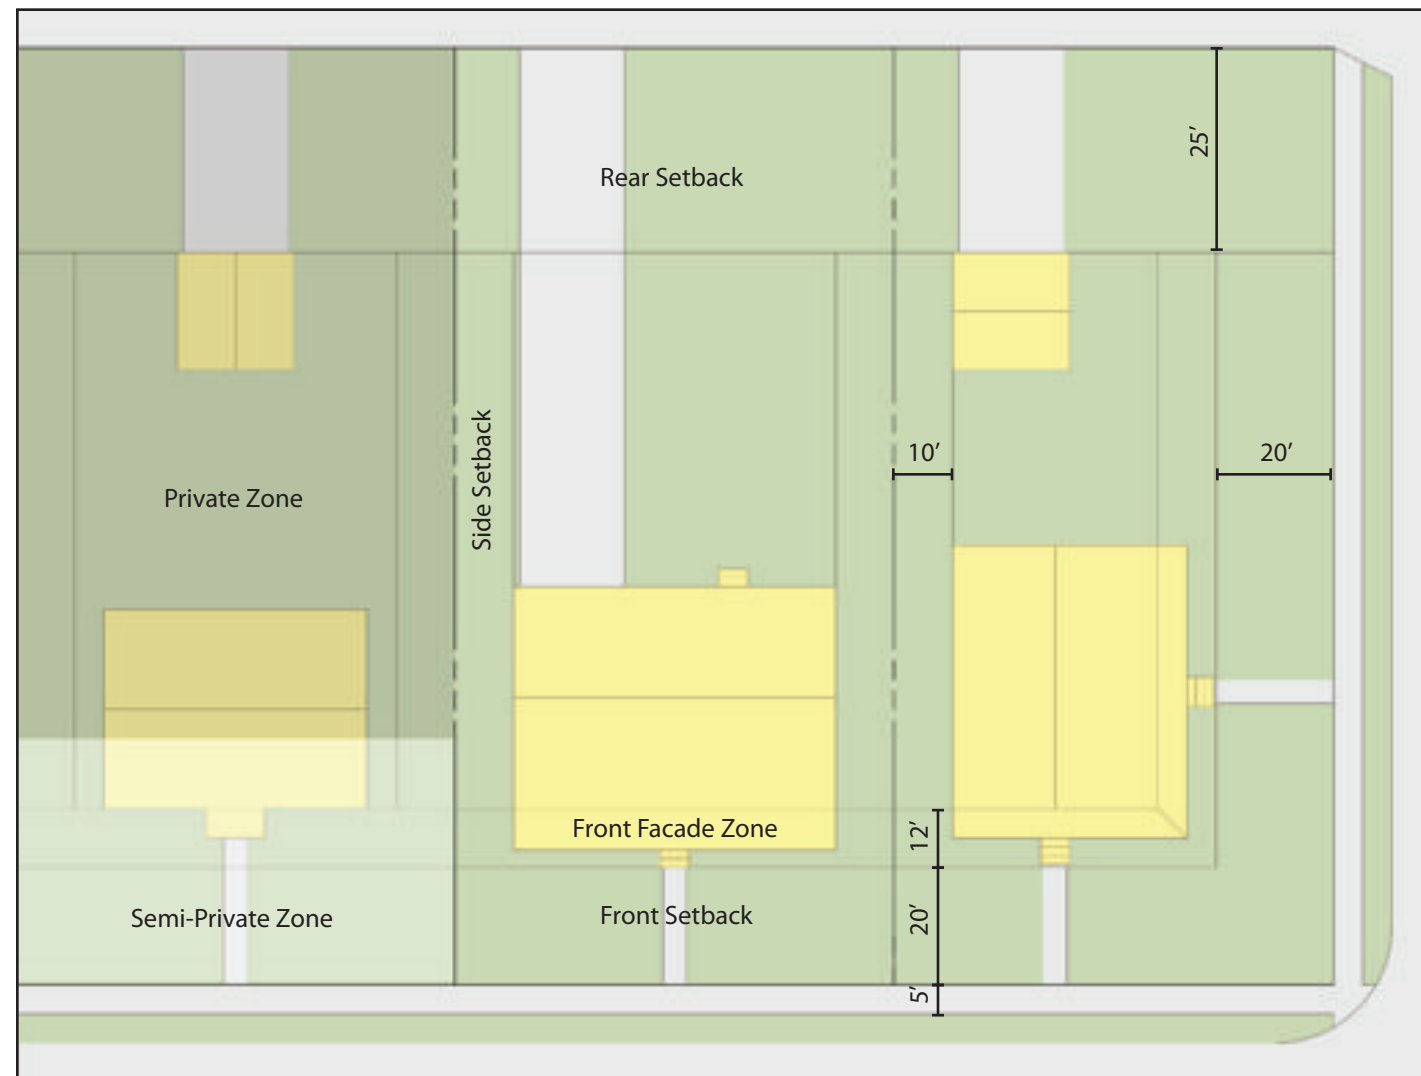 25’
Rear Setback
Side Setback
10’
20’
Private Zone
Front Facade Zone
12’
Semi-Private Zone
Front Setback
20’
5’